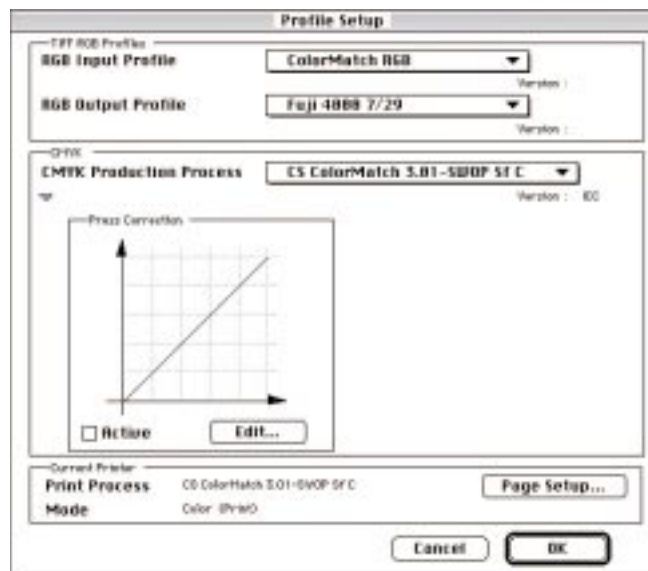 Profile Setup
TIFF RGB Profiles
RGB Input Profile ColorMatch RGB
Version :
RGB Output Profile Fuji 4000 7/29
Version :
CMYK
CMYK Production Process CS ColorMatch 3.01-SWOP Sf C
Version : ICC
Press Correction
Active Edit...
Current Printer
Print Process CS ColorMatch 3.01-SWOP Sf C Page Setup...
Mode Color (Print)
Cancel OK